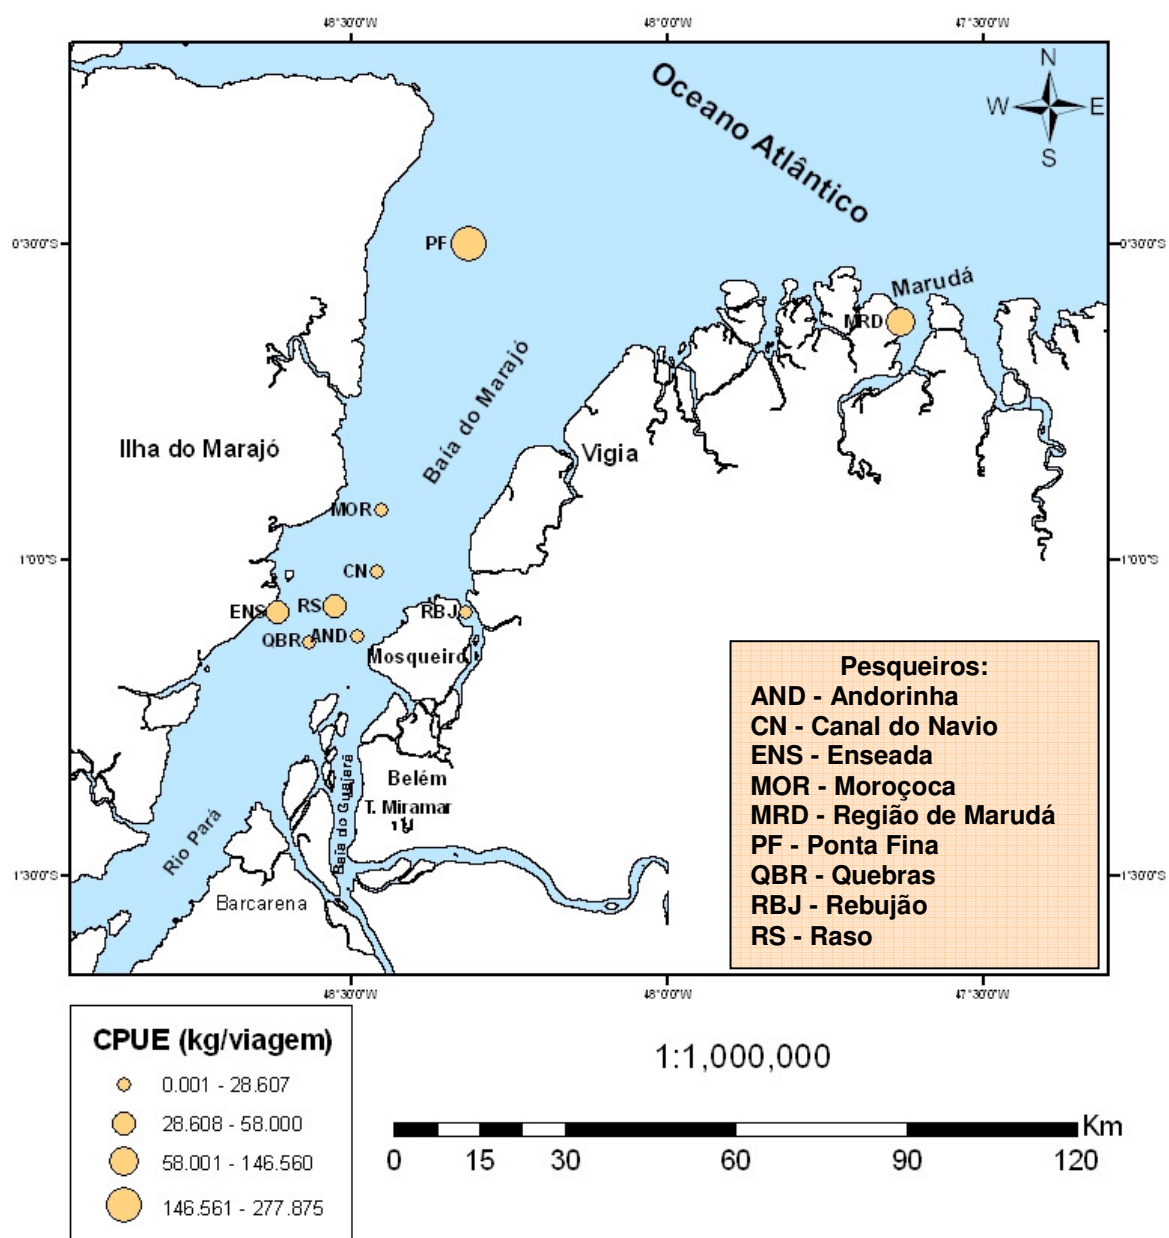 48°30'0"W 48°0'0"W 47°30'0"W
N
W E
S
Oceano Atlântico
0°30'0"S 0°30'0"S
PF
Marudá
MRD
Baía do Marajó
Ilha do Marajó
Vigia
MOR
1°0'0"S 1°0'0"S
CN
ENS RS RBJ
QBR AND
Mosqueiro
Pesqueiros:
AND - Andorinha
CN - Canal do Navio
ENS - Enseada
MOR - Moroçoca
MRD - Região de Marudá
PF - Ponta Fina
QBR - Quebras
RBJ - Rebujão
RS - Raso
Belém
T. Miramar
Baía do Guajará
Rio Pará
Barcarena
1°30'0"S 1°30'0"S
48°30'0"W 48°0'0"W 47°30'0"W
CPUE (kg/viagem)
0.001 - 28.607
28.608 - 58.000
58.001 - 146.560
146.561 - 277.875
1:1,000,000
Km
0 15 30 60 90 120